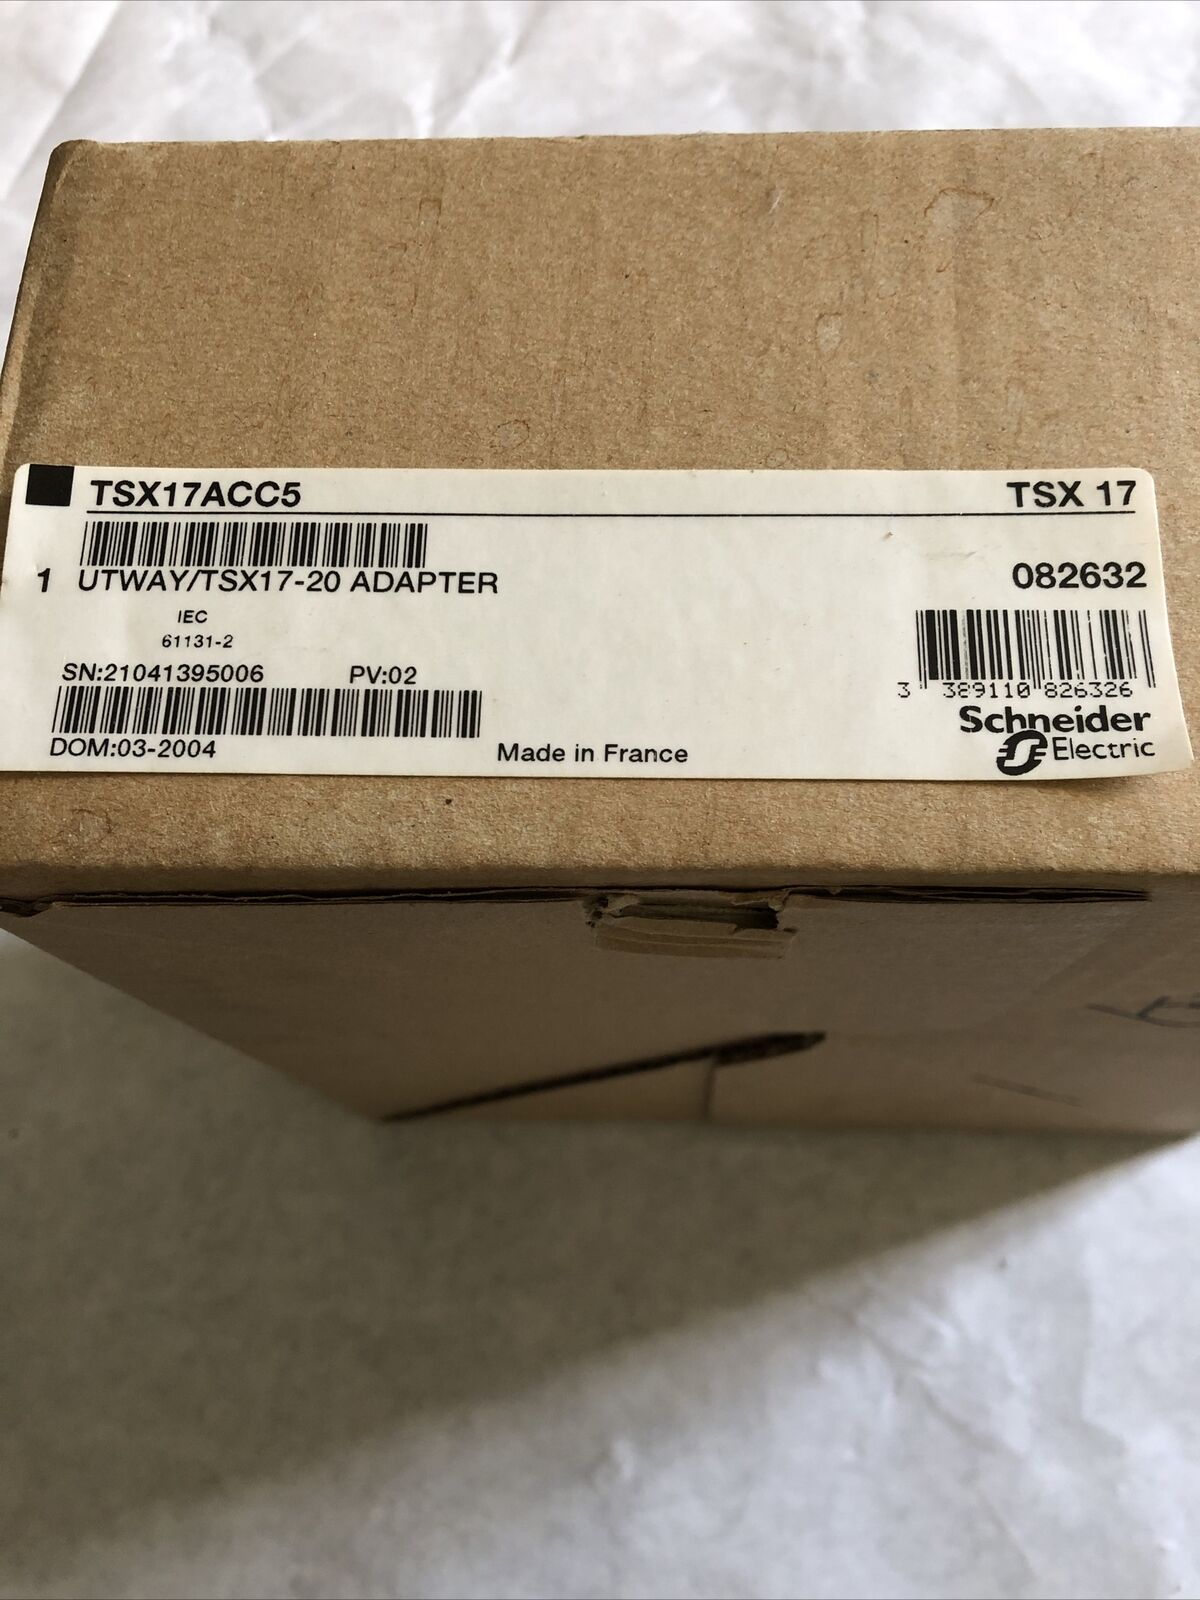 TSX17ACC5 TSX 17
1 UTWAY/TSX17-20 ADAPTER 082632
IEC
61131-2
SN:21041395006 PV:02
3 389110 826326
Schneider
Electric
DOM:03-2004 Made in France